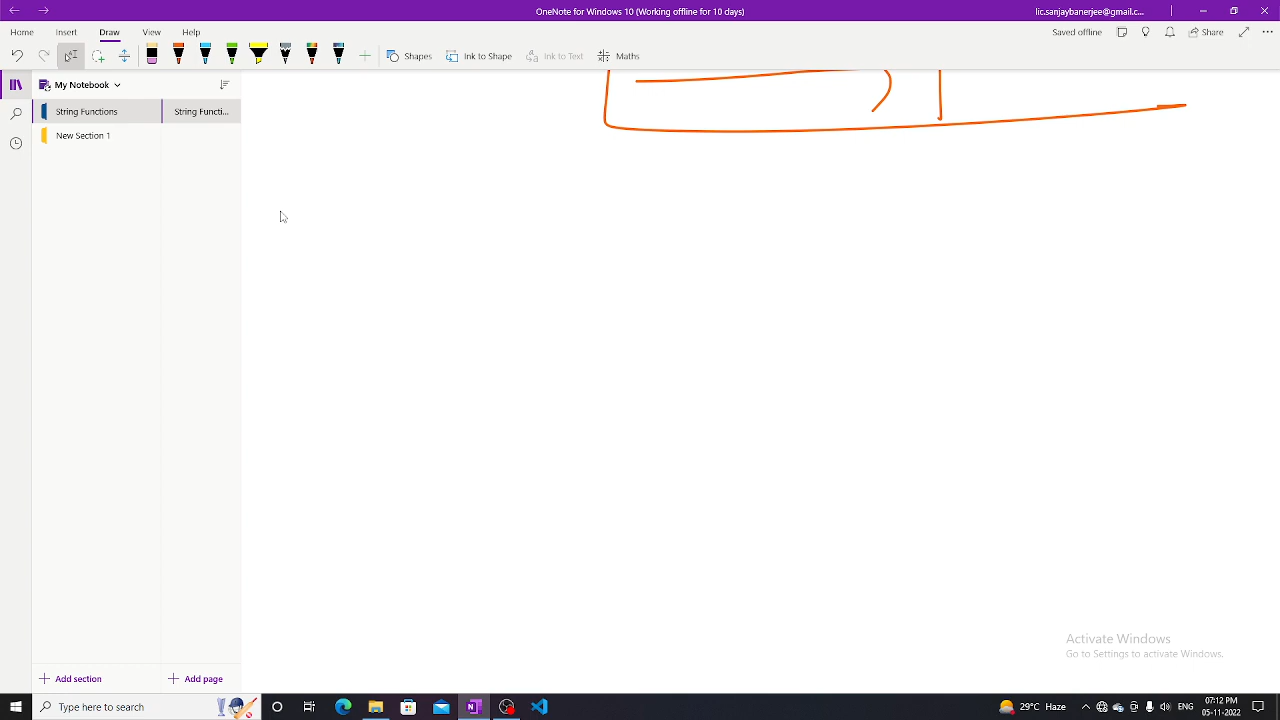 OneNote for Windows 10 (Working offline for 10 days)
lic.sanjaybanerjee@gmail.c...
Home
Insert
Draw
View
Help
Saved offline
Share
Shapes
Ink to Shape
Ink to Text
Maths
My Notebook
String Functions
String Functi...
New Section 1
Activate Windows
Go to Settings to activate Windows.
Add section
Add page
Type here to search
29°C Haze
ENG
07:12 PM
05-11-2022